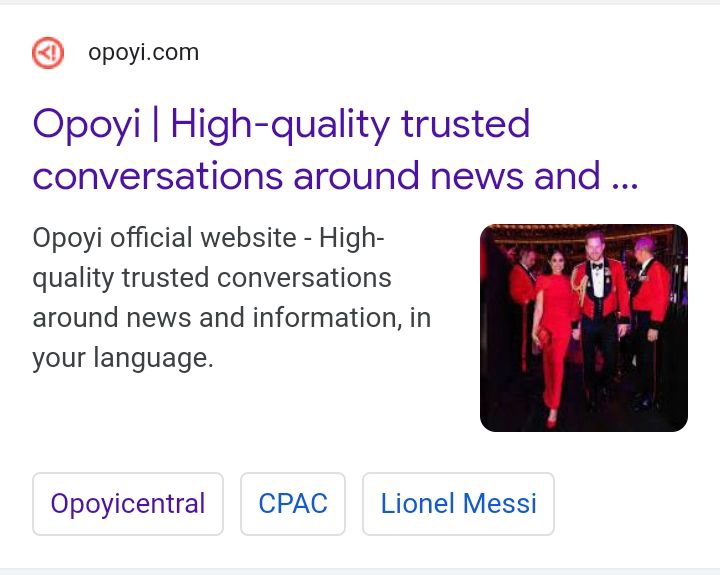 opoyi.com
Opoyi | High-quality trusted
conversations around news and ...
Opoyi official website - High-
quality trusted conversations
around news and information, in
your language.
Opoyicentral
CPAC
Lionel Messi